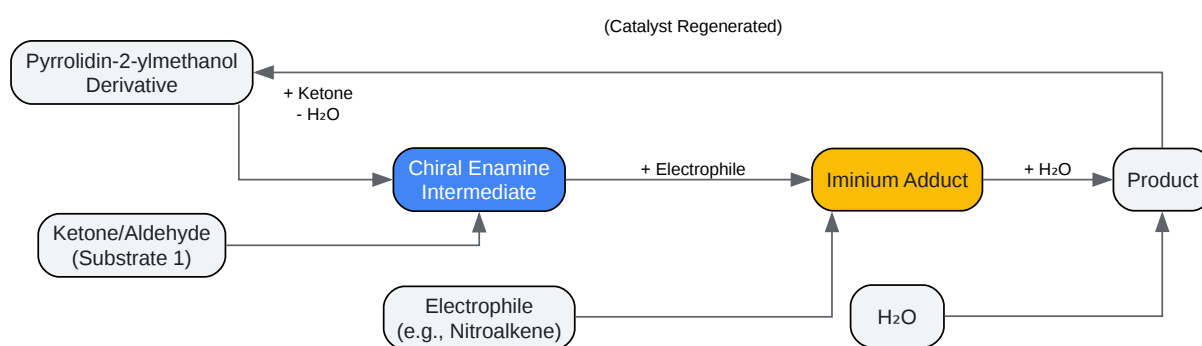 (Catalyst Regenerated)
Pyrrolidin-2-ylmethanol
Derivative
+ Ketone
- H₂O
Chiral Enamine
Intermediate
+ Electrophile
Iminium Adduct
+ H₂O
Product
Ketone/Aldehyde
(Substrate 1)
Electrophile
(e.g., Nitroalkene)
H₂O